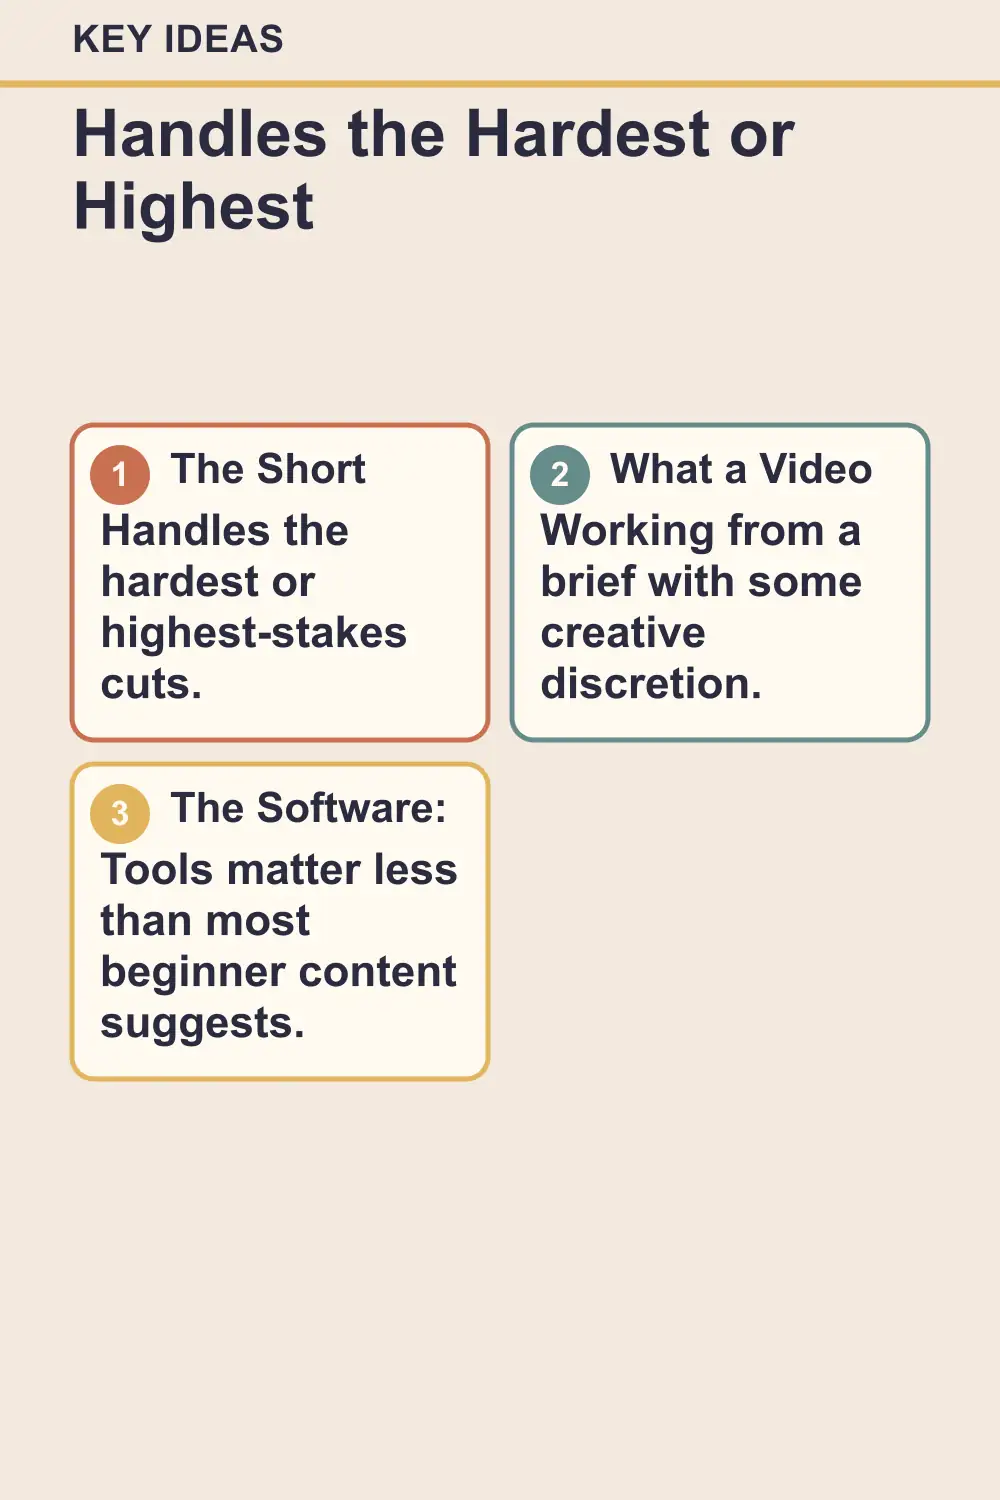 KEY IDEAS
Handles the Hardest or
Highest
1 The Short
Handles the
hardest or
highest-stakes
cuts.
2 What a Video
Working from a
brief with some
creative
discretion.
3 The Software:
Tools matter less
than most
beginner content
suggests.